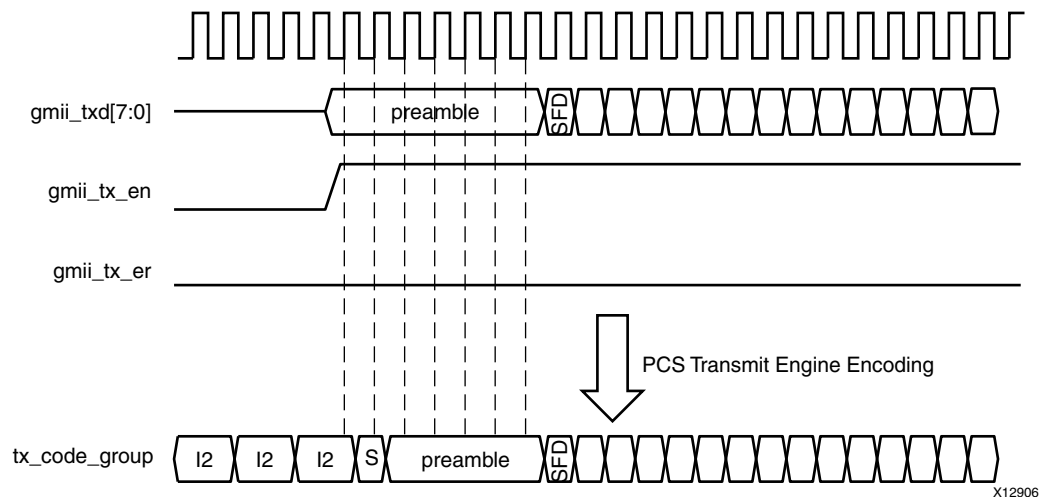 gmii_txd[7:0] preamble SFD
gmii_tx_en
gmii_tx_er
PCS Transmit Engine Encoding
tx_code_group I2 I2 I2 S preamble SFD
X12906